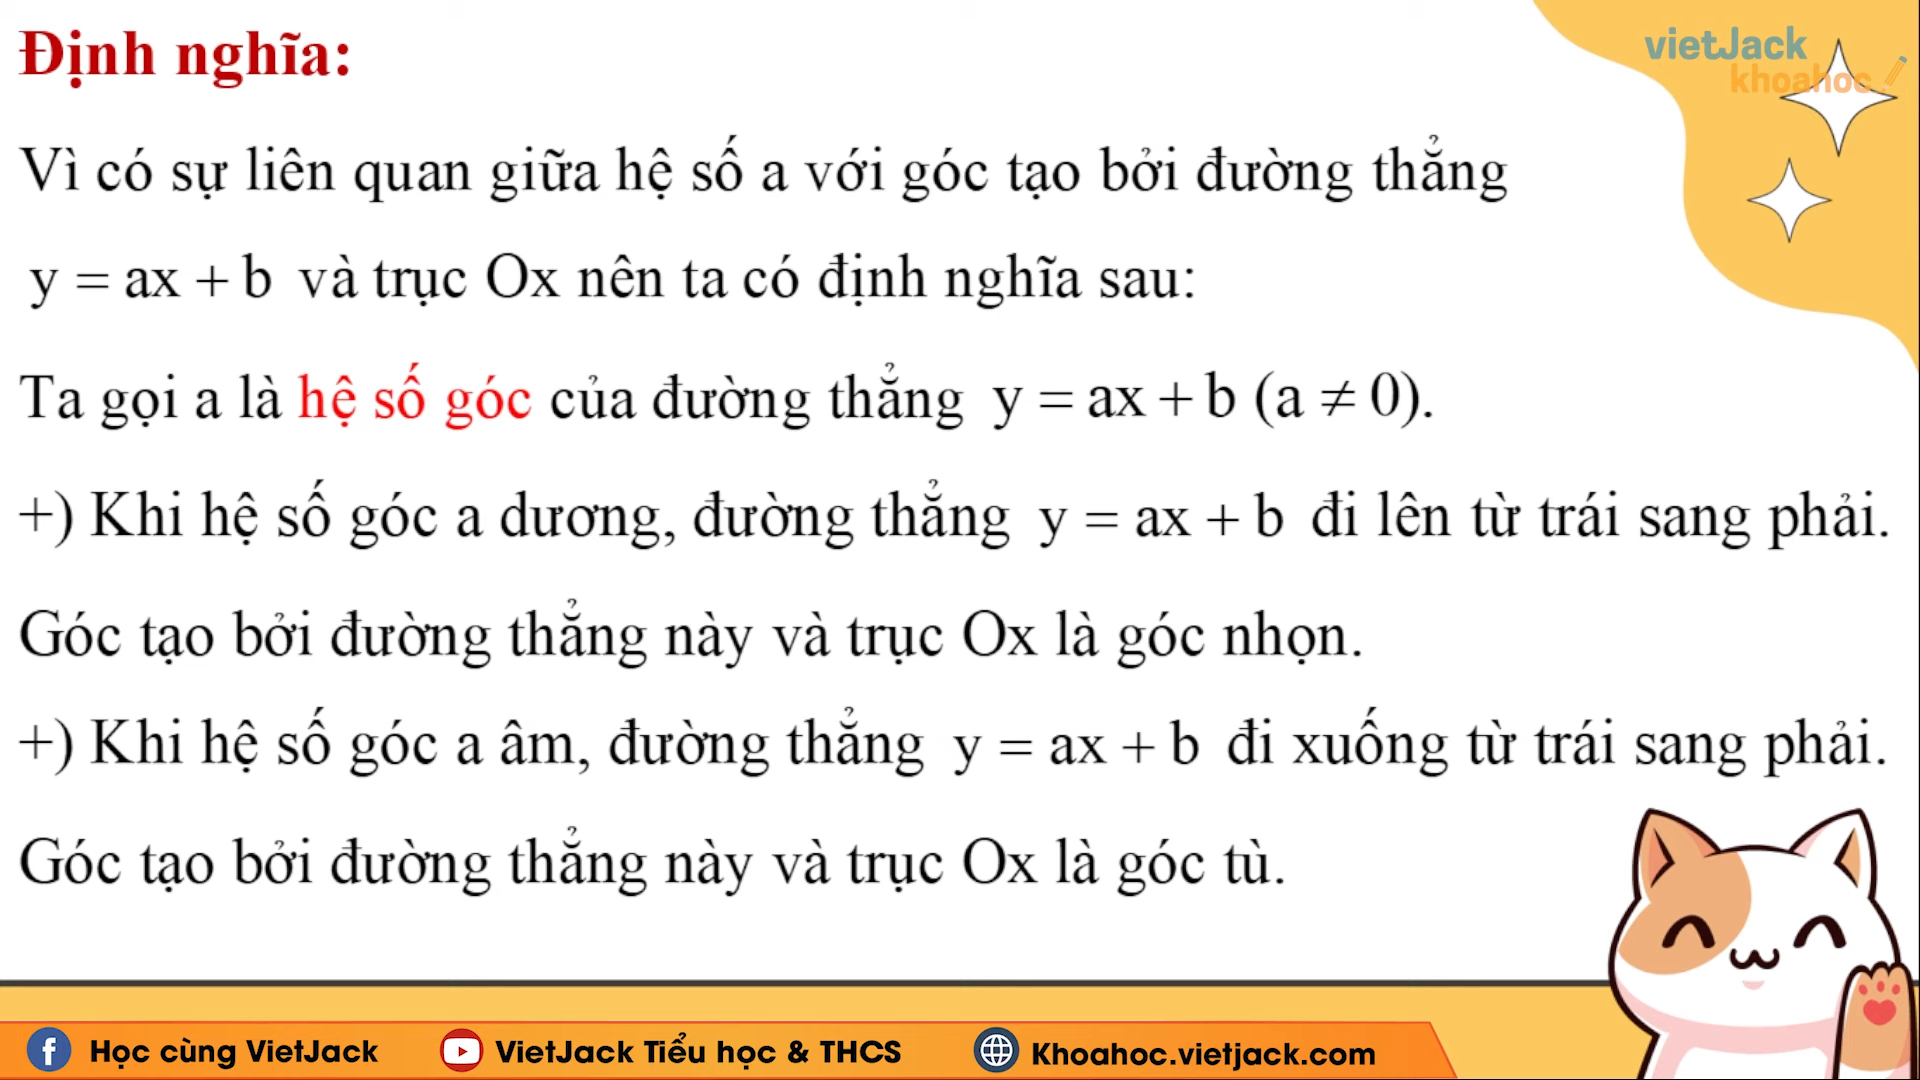 Định nghĩa:
vietJack
khoahoc
Vì có sự liên quan giữa hệ số a với góc tạo bởi đường thẳng
y = ax + b và trục Ox nên ta có định nghĩa sau:
Ta gọi a là hệ số góc của đường thẳng y = ax + b (a ≠ 0).
+) Khi hệ số góc a dương, đường thẳng y = ax + b đi lên từ trái sang phải.
Góc tạo bởi đường thẳng này và trục Ox là góc nhọn.
+) Khi hệ số góc a âm, đường thẳng y = ax + b đi xuống từ trái sang phải.
Góc tạo bởi đường thẳng này và trục Ox là góc tù.
Học cùng VietJack
VietJack Tiểu học & THCS
Khoahoc.vietjack.com